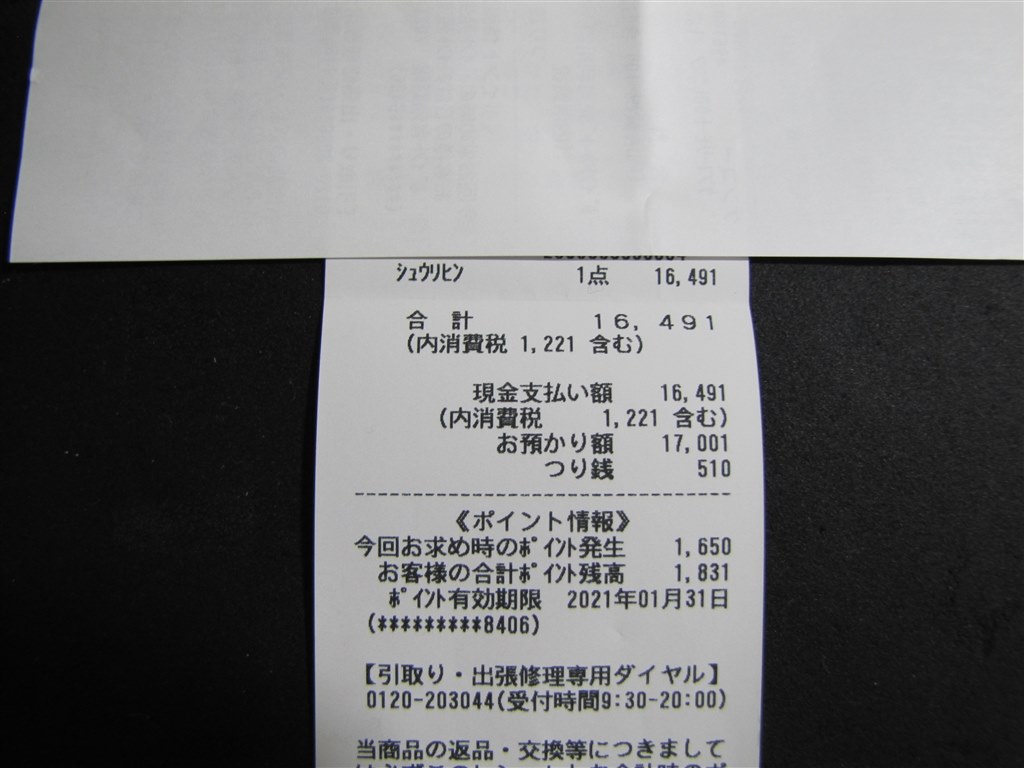 ｼｭｳﾘﾋﾝ 1点 16,491
合 計 16,491
(内消費税 1,221 含む)
現金支払い額 16,491
(内消費税 1,221 含む)
お預かり額 17,001
つり銭 510
《ポイント情報》
今回お求め時のﾎﾟｲﾝﾄ発生 1,650
お客様の合計ﾎﾟｲﾝﾄ残高 1,831
ﾎﾟｲﾝﾄ有効期限 2021年01月31日
(*********8406)
【引取り・出張修理専用ダイヤル】
0120-203044(受付時間9:30-20:00)
当商品の返品・交換等につきまして